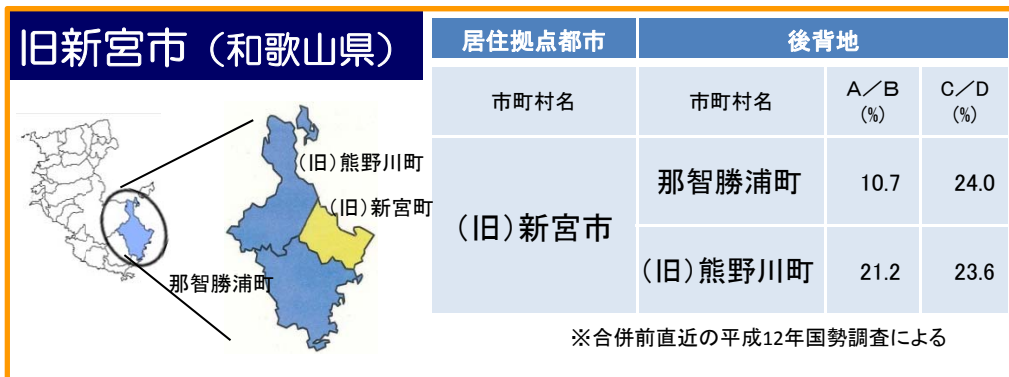 旧新宮市（和歌山県）
（旧）熊野川町
（旧）新宮町
那智勝浦町
居住拠点都市 後背地
市町村名 市町村名 A／B (%) C／D (%)
（旧）新宮市 那智勝浦町 10.7 24.0
（旧）熊野川町 21.2 23.6
※合併前直近の平成12年国勢調査による